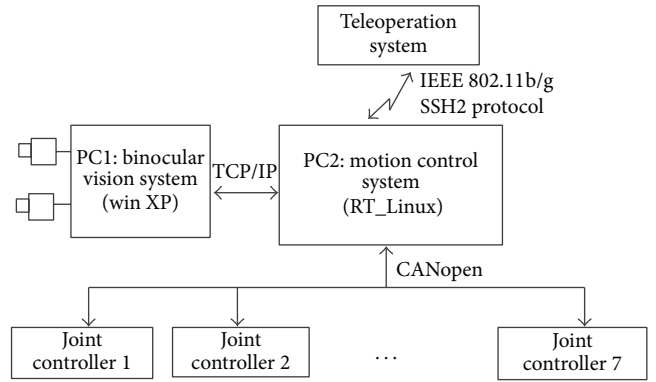 Teleoperation
system
IEEE 802.11b/g
SSH2 protocol
PC1: binocular
vision system
(win XP)
TCP/IP
PC2: motion control
system
(RT_Linux)
CANopen
Joint
controller 1
Joint
controller 2
...
Joint
controller 7